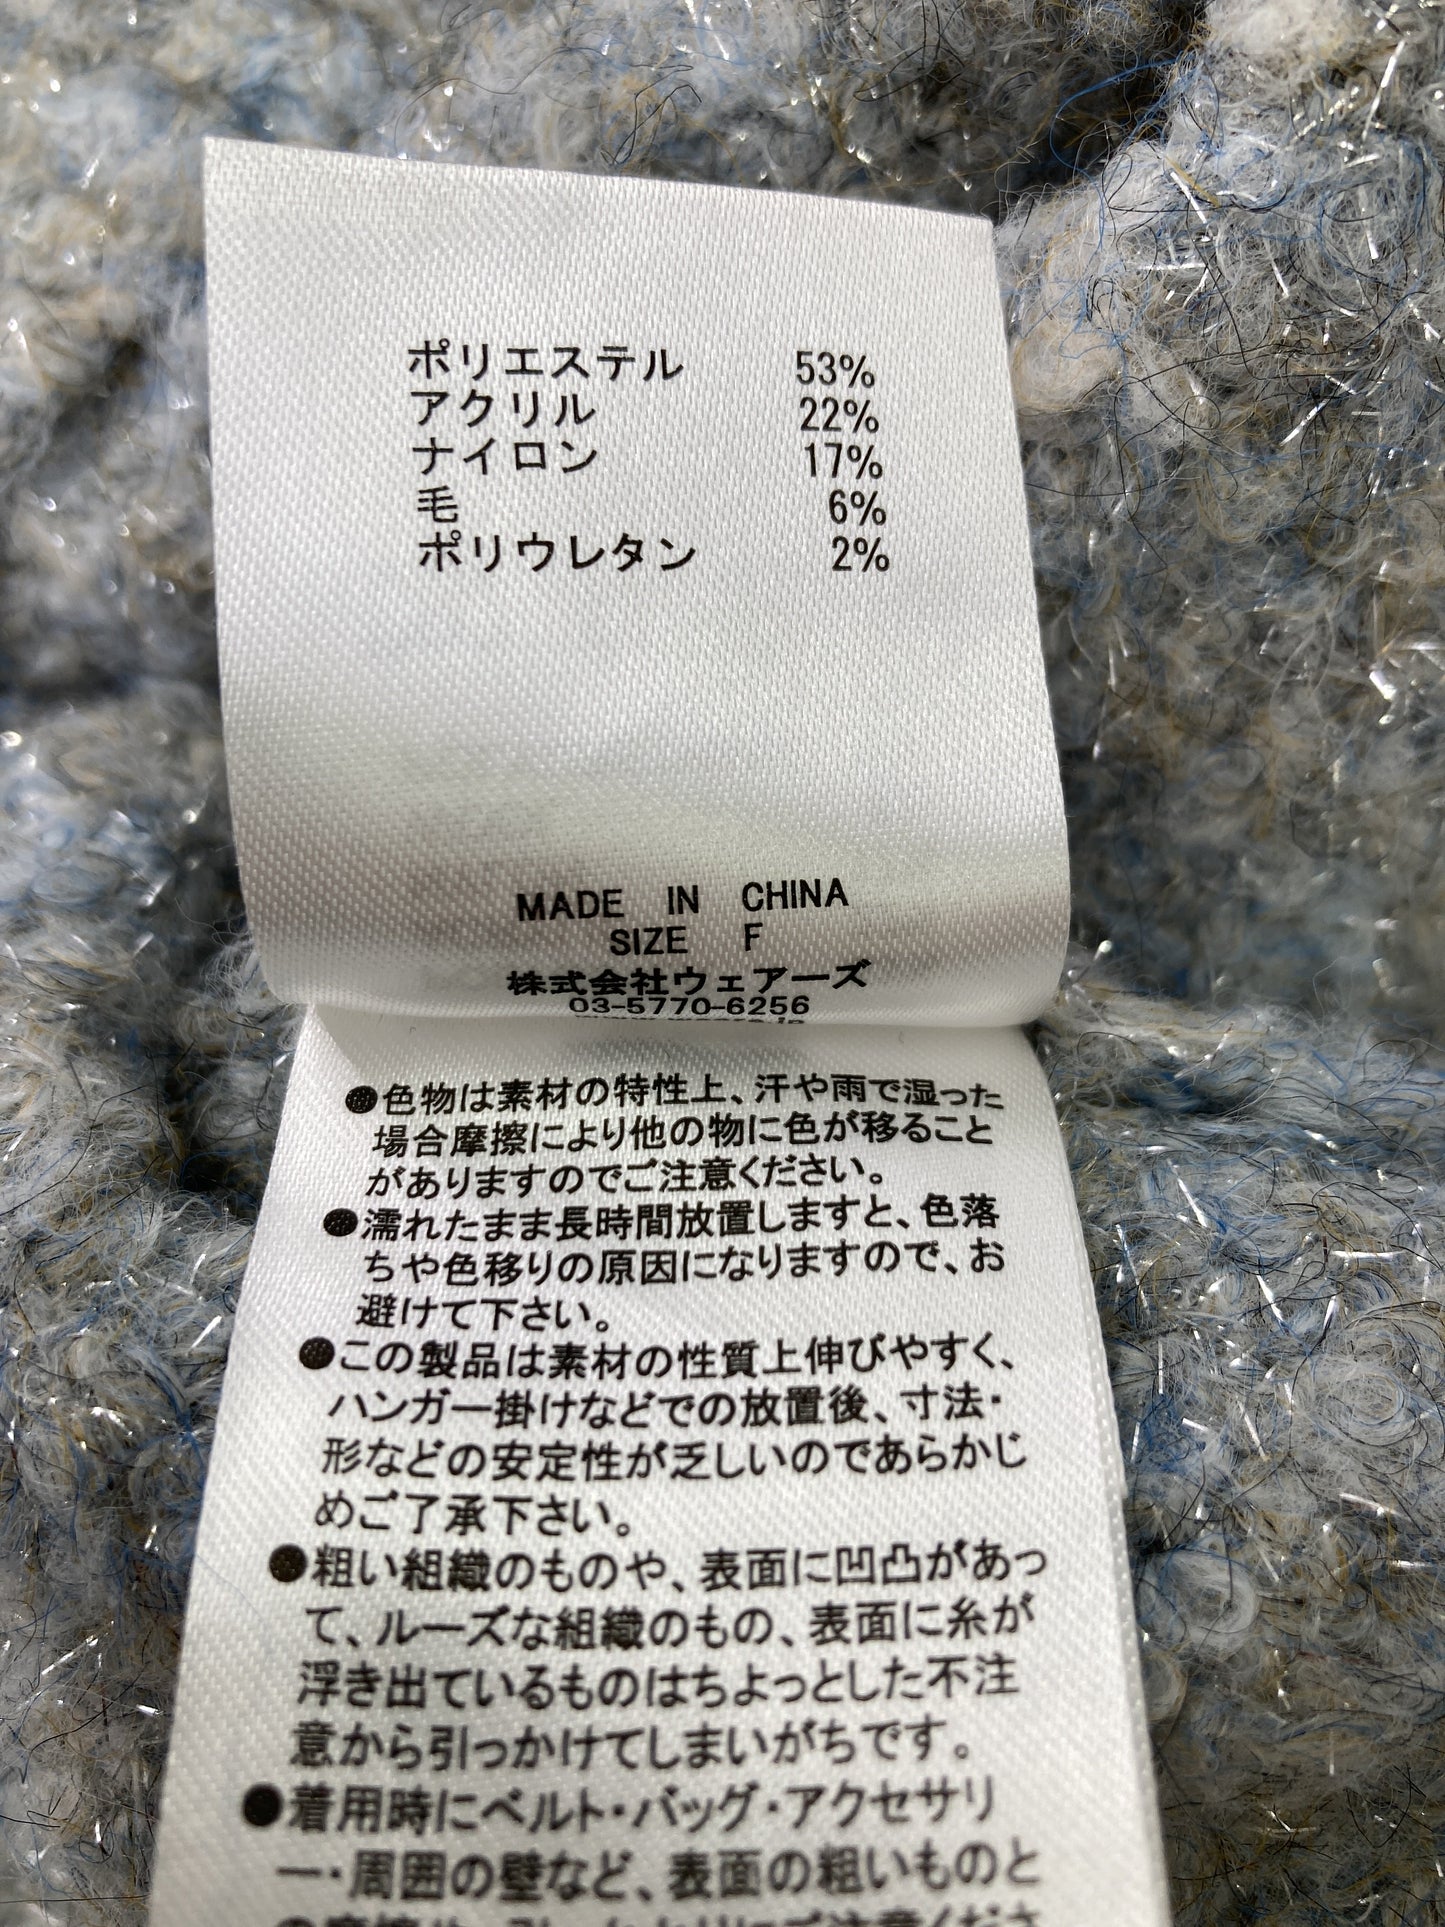 ポリエステル 53%
アクリル 22%
ナイロン 17%
毛 6%
ポリウレタン 2%
MADE IN CHINA
SIZE F
株式会社ウェアーズ
03-5770-6256
●色物は素材の特性上、汗や雨で湿った
場合摩擦により他の物に色が移ること
がありますのでご注意ください。
●濡れたまま長時間放置しますと、色落
ちや色移りの原因になりますので、お
避けて下さい。
●この製品は素材の性質上伸びやすく、
ハンガー掛けなどでの放置後、寸法・
形などの安定性が乏しいのであらかじ
めご了承下さい。
●粗い組織のものや、表面に凹凸があっ
て、ルーズな組織のもの、表面に糸が
浮き出ているものはちょっとした不注
意から引っかけてしまいがちです。
●着用時にベルト・バッグ・アクセサリ
ー・周囲の壁など、表面の粗いものと